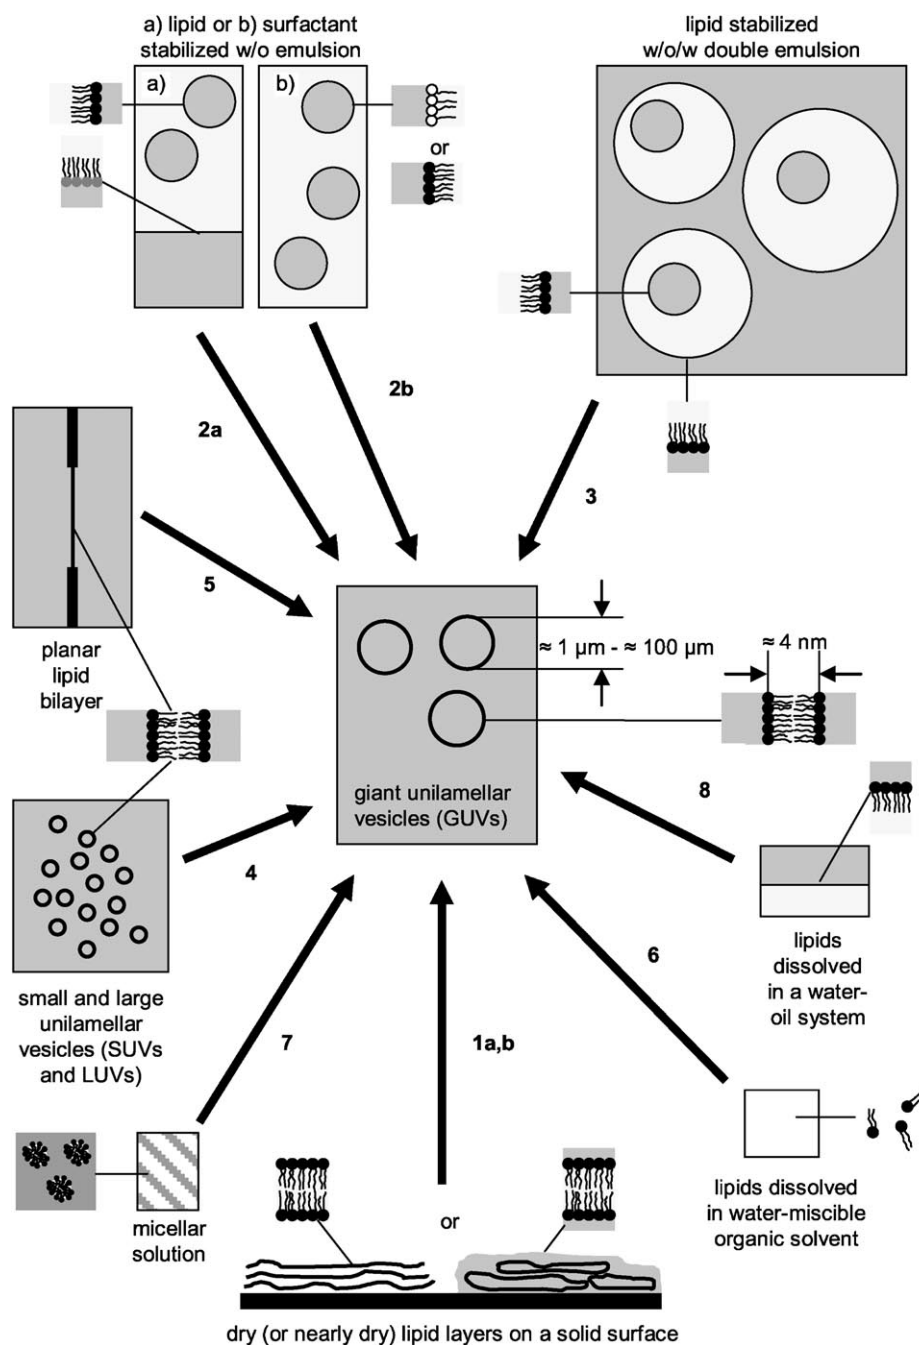 a) lipid or b) surfactant
stabilized w/o emulsion
lipid stabilized
w/o/w double emulsion
a)
b)
or
2a
2b
3
5
planar
lipid
bilayer
≈ 1 µm - ≈ 100 µm
≈ 4 nm
giant unilamellar
vesicles (GUVs)
4
8
small and large
unilamellar
vesicles (SUVs
and LUVs)
lipids
dissolved
in a water-
oil system
7
1a,b
6
micellar
solution
or
lipids dissolved
in water-miscible
organic solvent
dry (or nearly dry) lipid layers on a solid surface